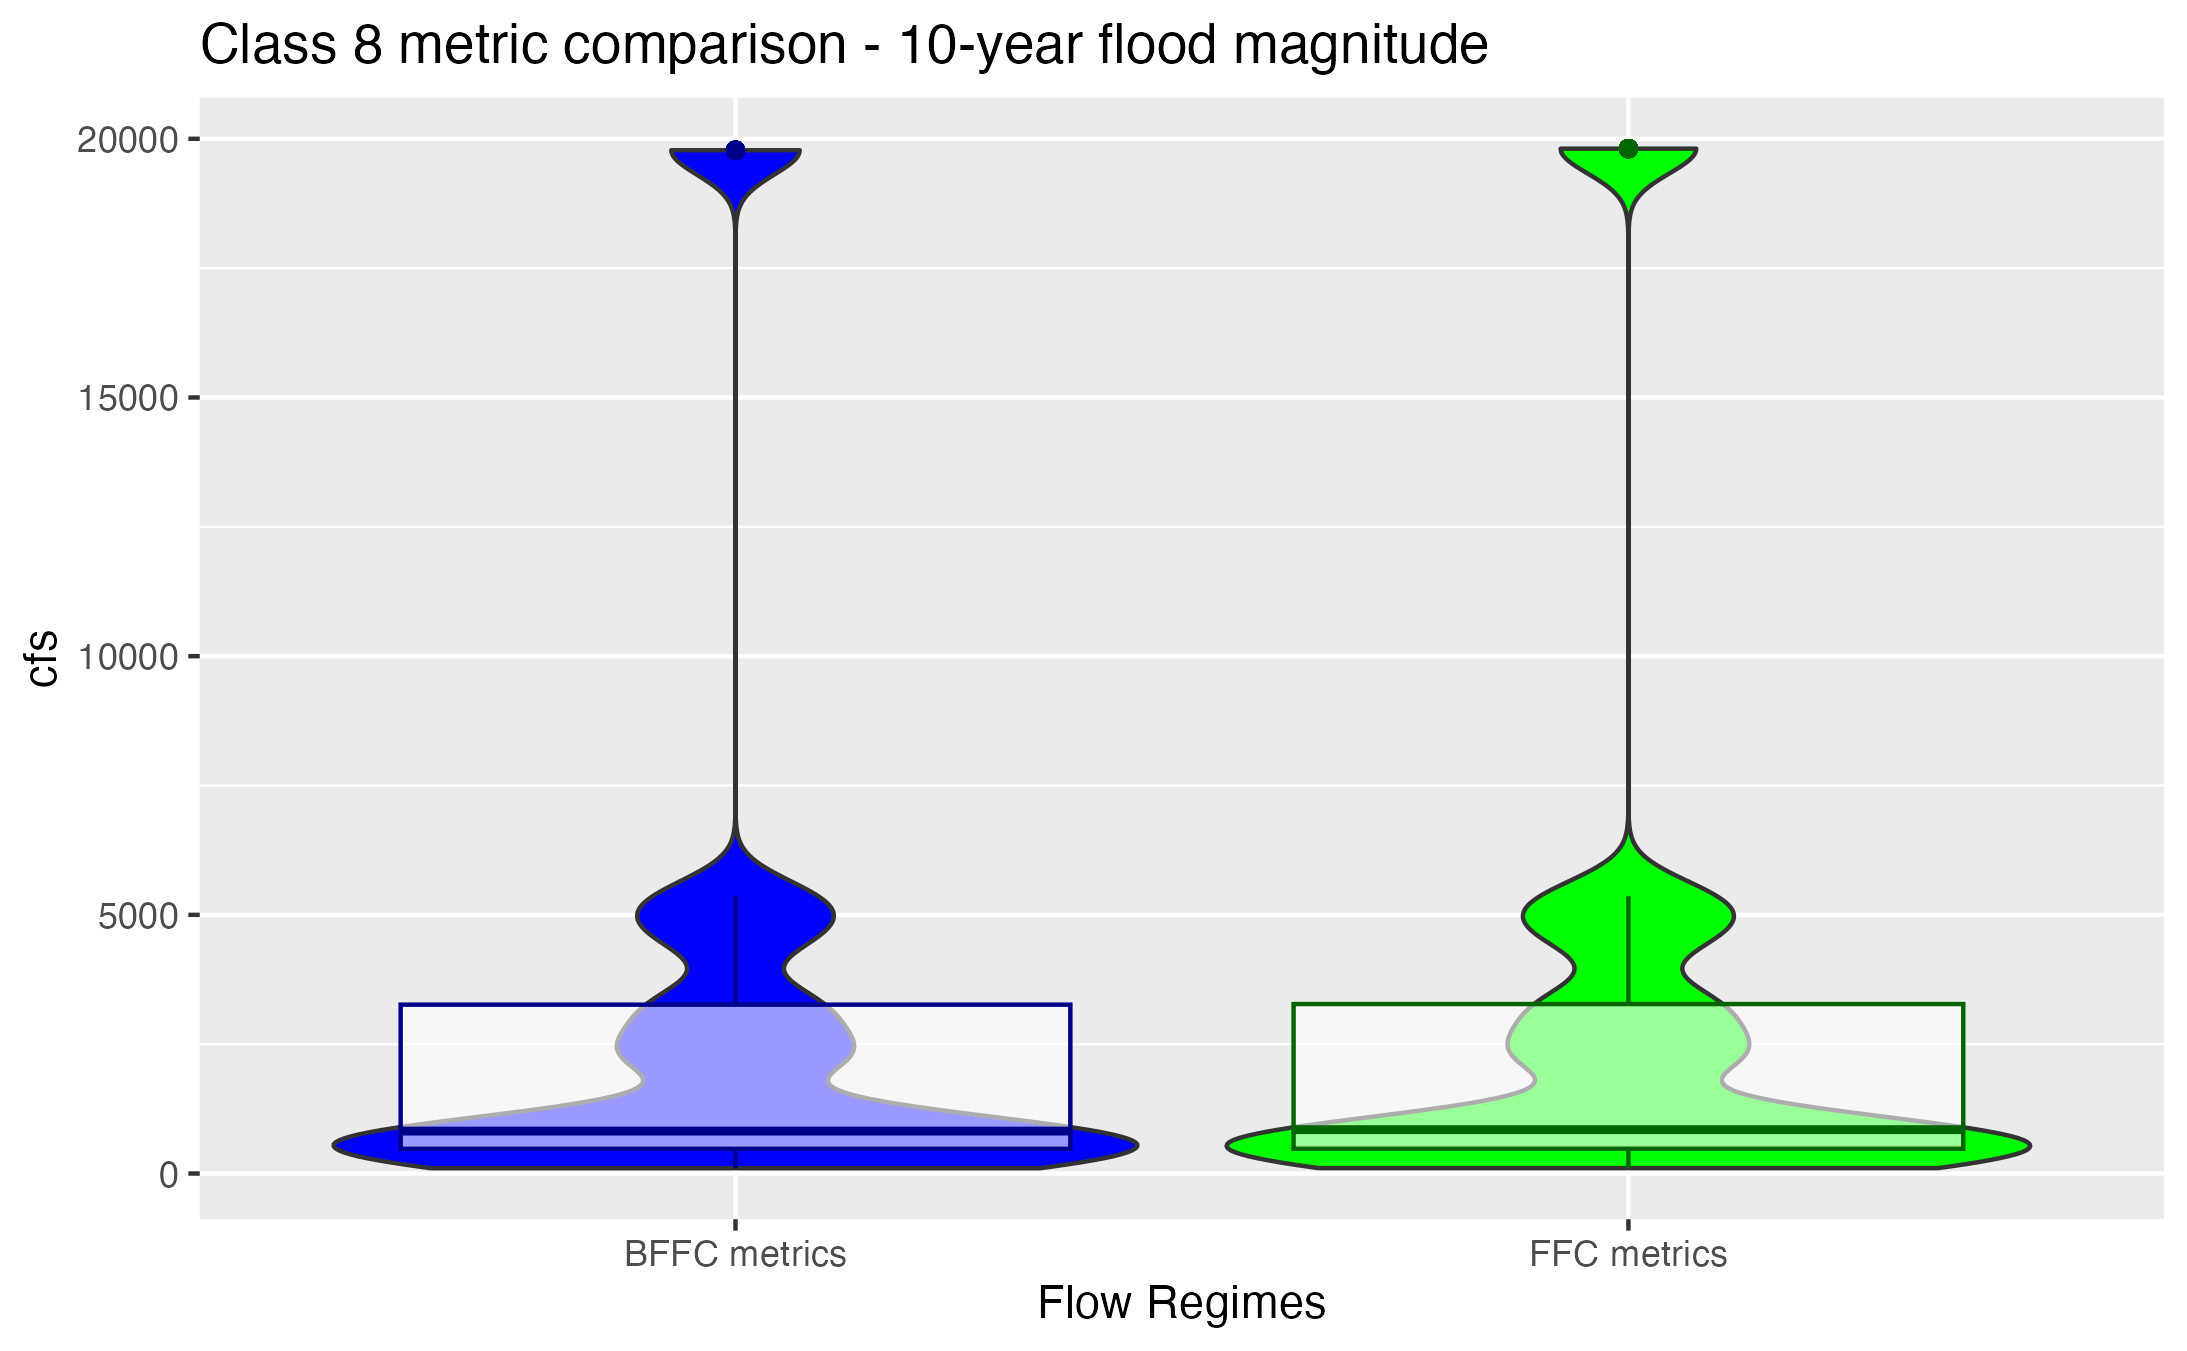 Class 8 metric comparison - 10-year flood magnitude
20000
15000
10000
5000
0
cfs
BFFC metrics
FFC metrics
Flow Regimes